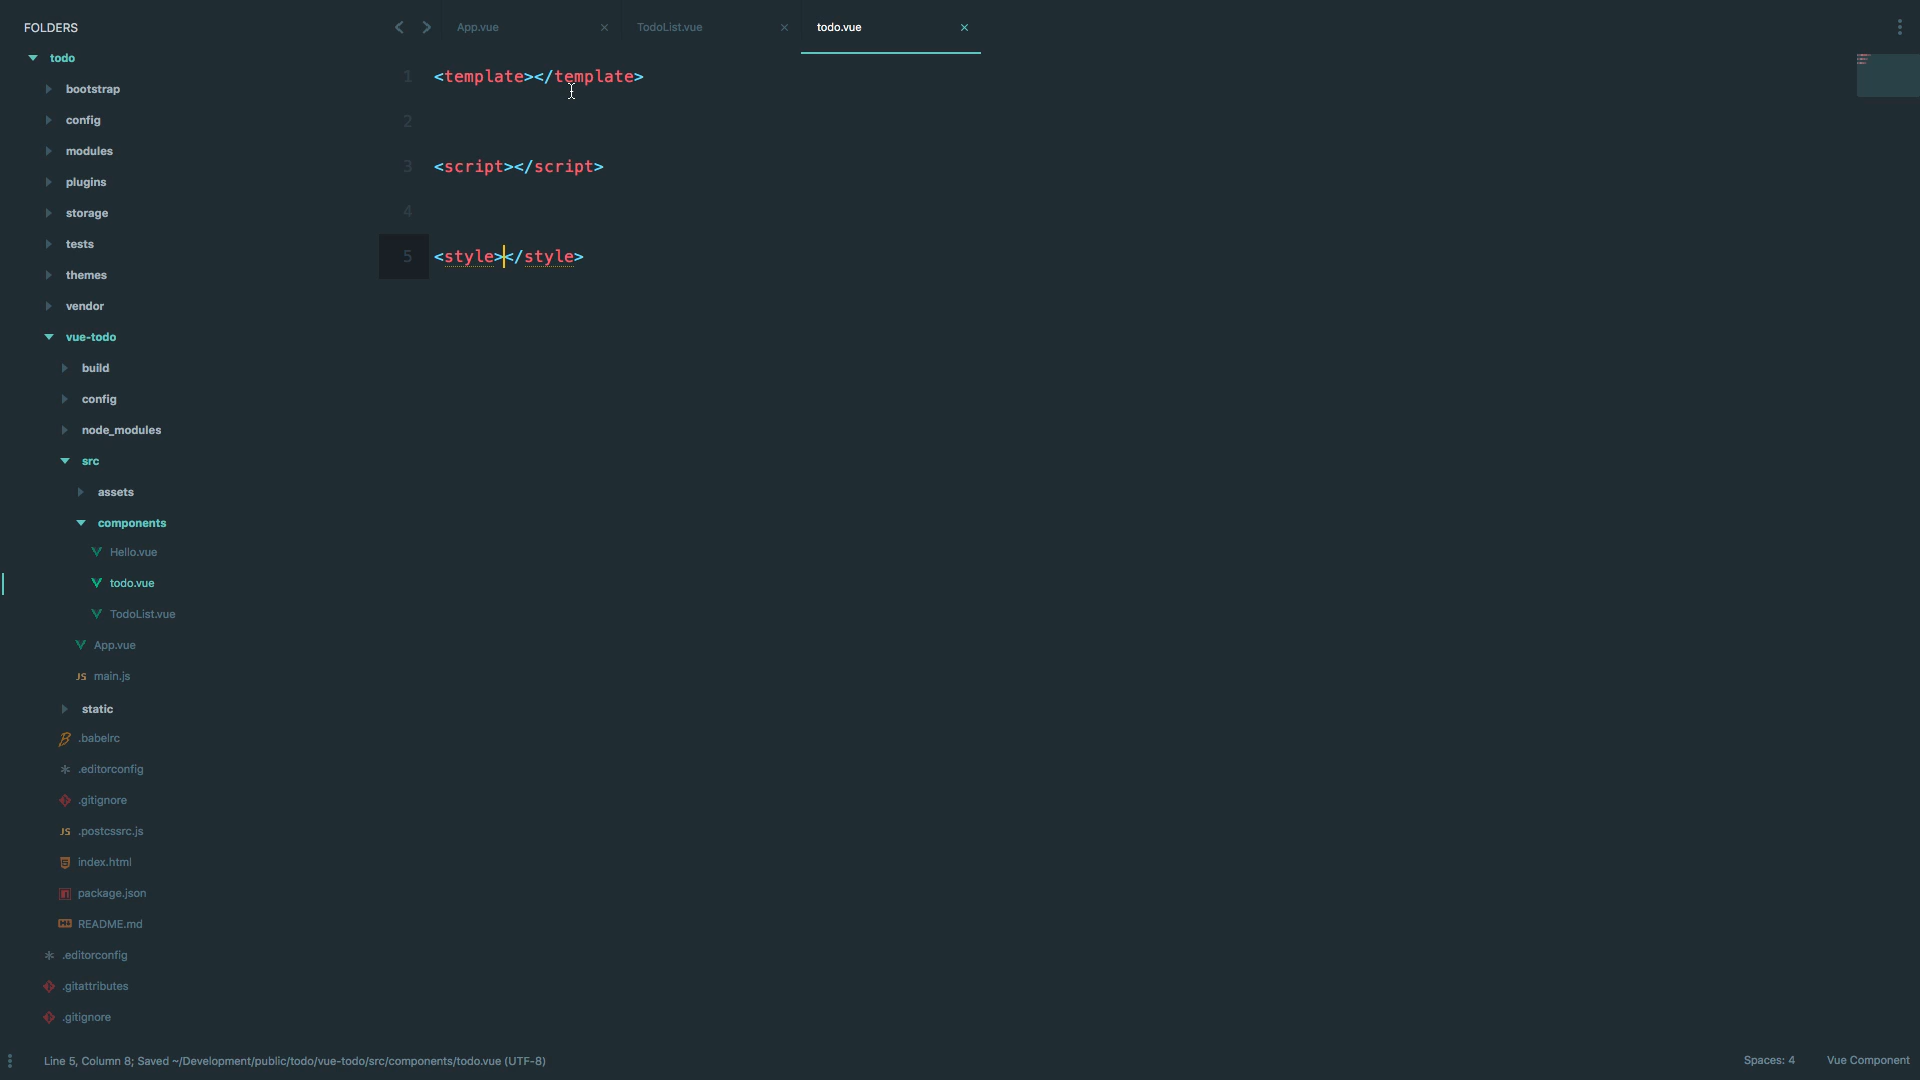 FOLDERS
todo
bootstrap
config
modules
plugins
storage
tests
themes
vendor
vue-todo
build
config
node_modules
src
assets
components
Hello.vue
todo.vue
TodoList.vue
App.vue
JS main.js
static
.babelrc
.editorconfig
.gitignore
JS .postcssrc.js
index.html
package.json
README.md
.editorconfig
.gitattributes
.gitignore
App.vue × TodoList.vue × todo.vue ×
1 <template></template>
2
3 <script></script>
4
5 <style></style>
Line 5, Column 8; Saved ~/Development/public/todo/vue-todo/src/components/todo.vue (UTF-8)
Spaces: 4 Vue Component